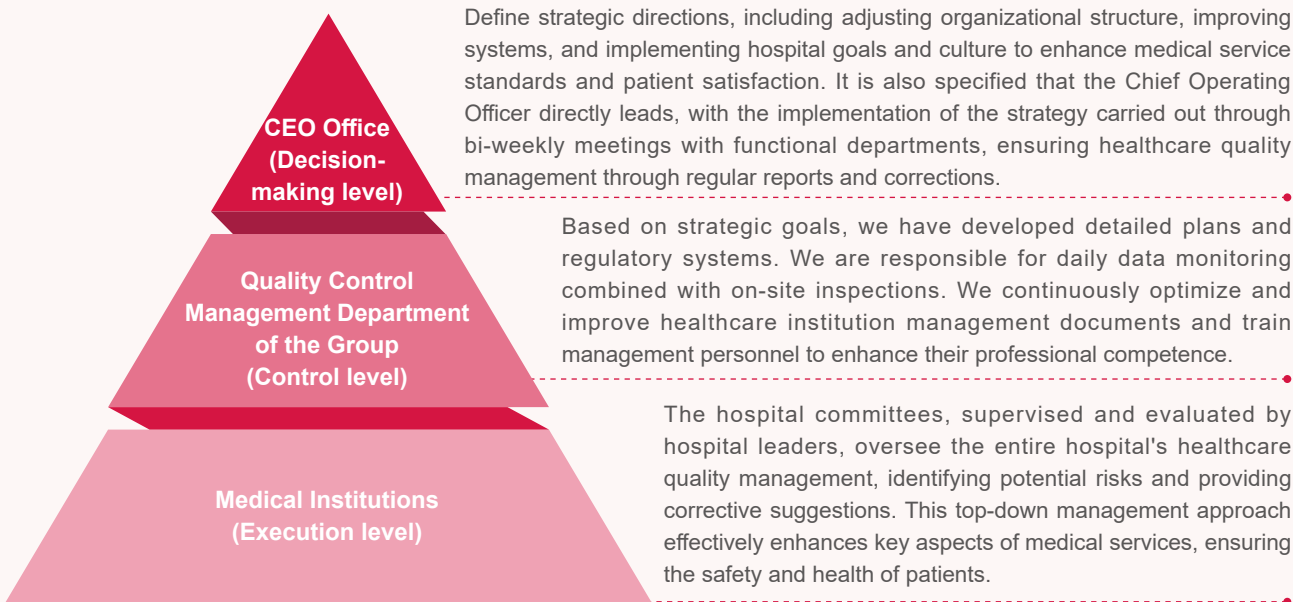 CEO Office
(Decision-
making level)
Define strategic directions, including adjusting organizational structure, improving
systems, and implementing hospital goals and culture to enhance medical service
standards and patient satisfaction. It is also specified that the Chief Operating
Officer directly leads, with the implementation of the strategy carried out through
bi-weekly meetings with functional departments, ensuring healthcare quality
management through regular reports and corrections.
Quality Control
Management Department
of the Group
(Control level)
Based on strategic goals, we have developed detailed plans and
regulatory systems. We are responsible for daily data monitoring
combined with on-site inspections. We continuously optimize and
improve healthcare institution management documents and train
management personnel to enhance their professional competence.
Medical Institutions
(Execution level)
The hospital committees, supervised and evaluated by
hospital leaders, oversee the entire hospital's healthcare
quality management, identifying potential risks and providing
corrective suggestions. This top-down management approach
effectively enhances key aspects of medical services, ensuring
the safety and health of patients.